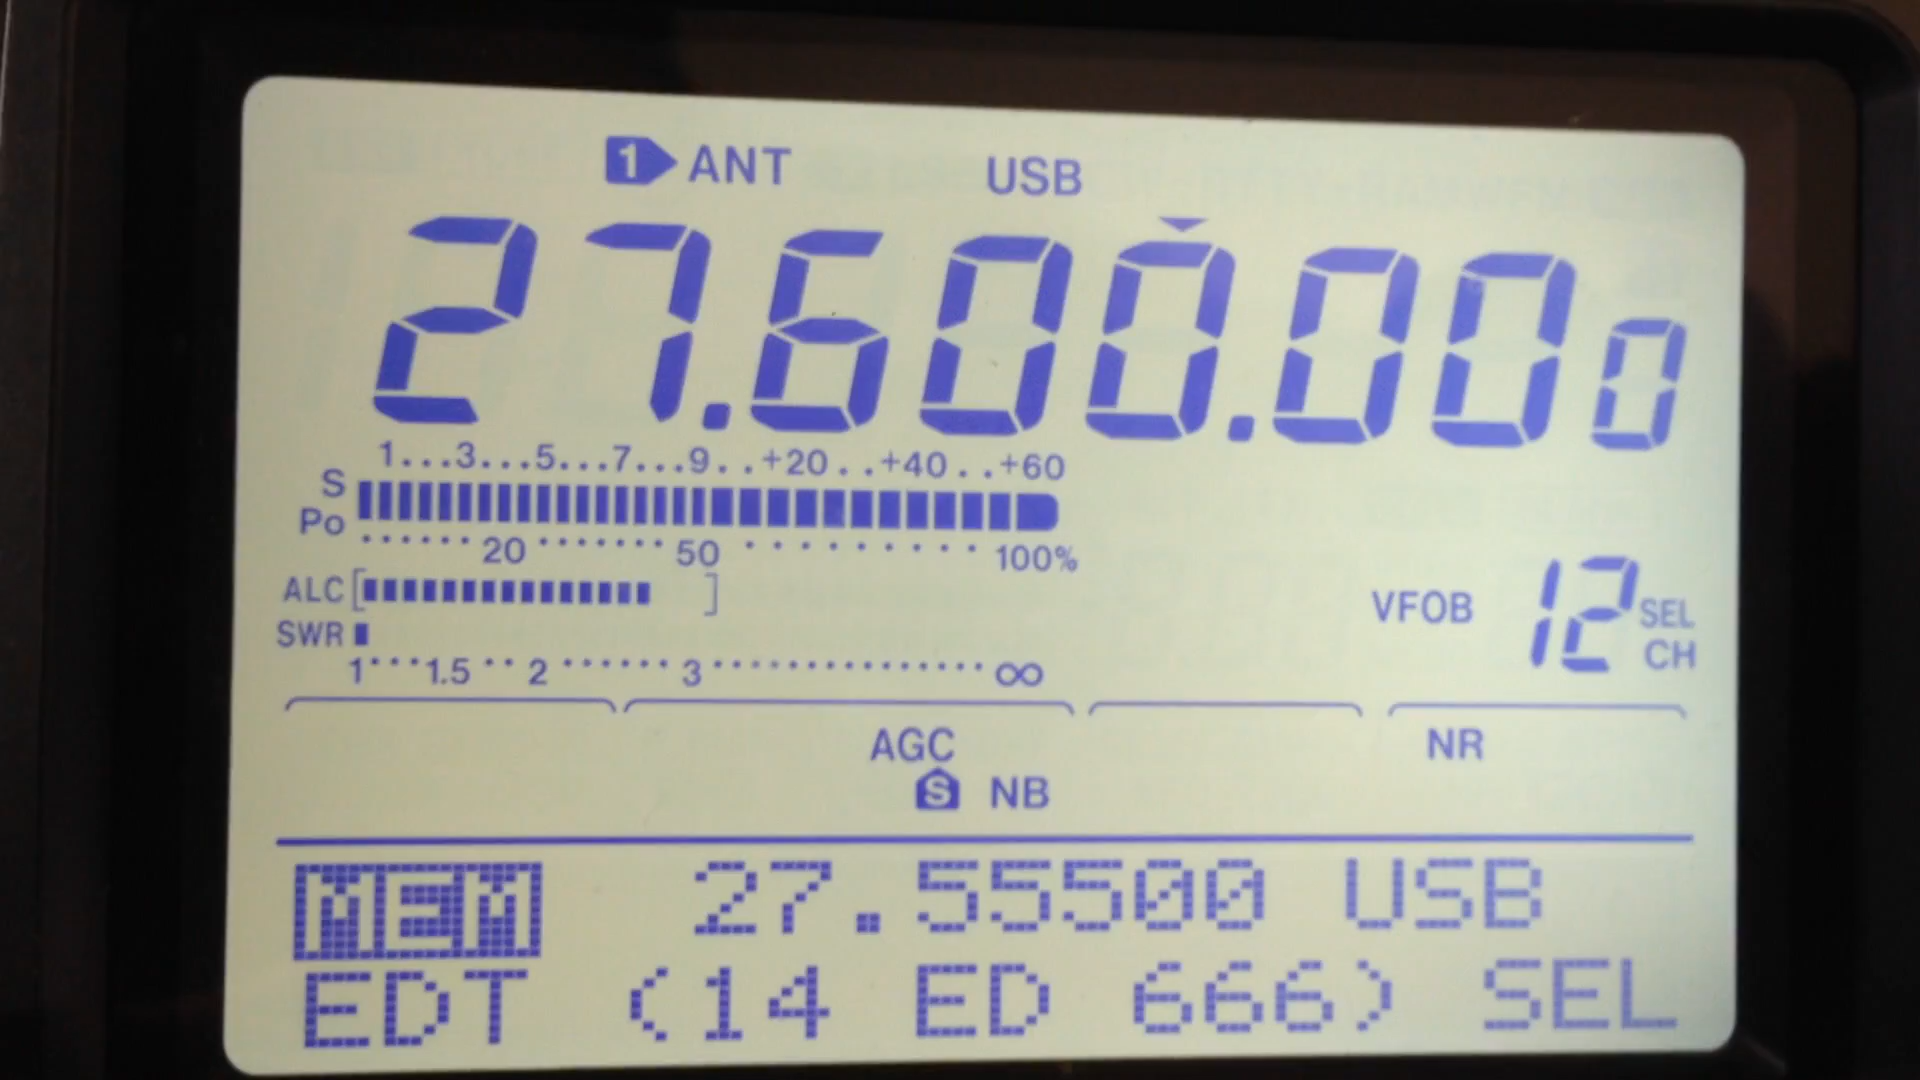 1 ANT USB
27.600.000
1...3...5...7...9..+20..+40..+60
S
Po
20 50 100%
ALC
VFOB 12 SEL CH
SWR
1 1.5 2 3 ∞
AGC NR
S NB
MEM 27.55500 USB
EDT (14 ED 666) SEL